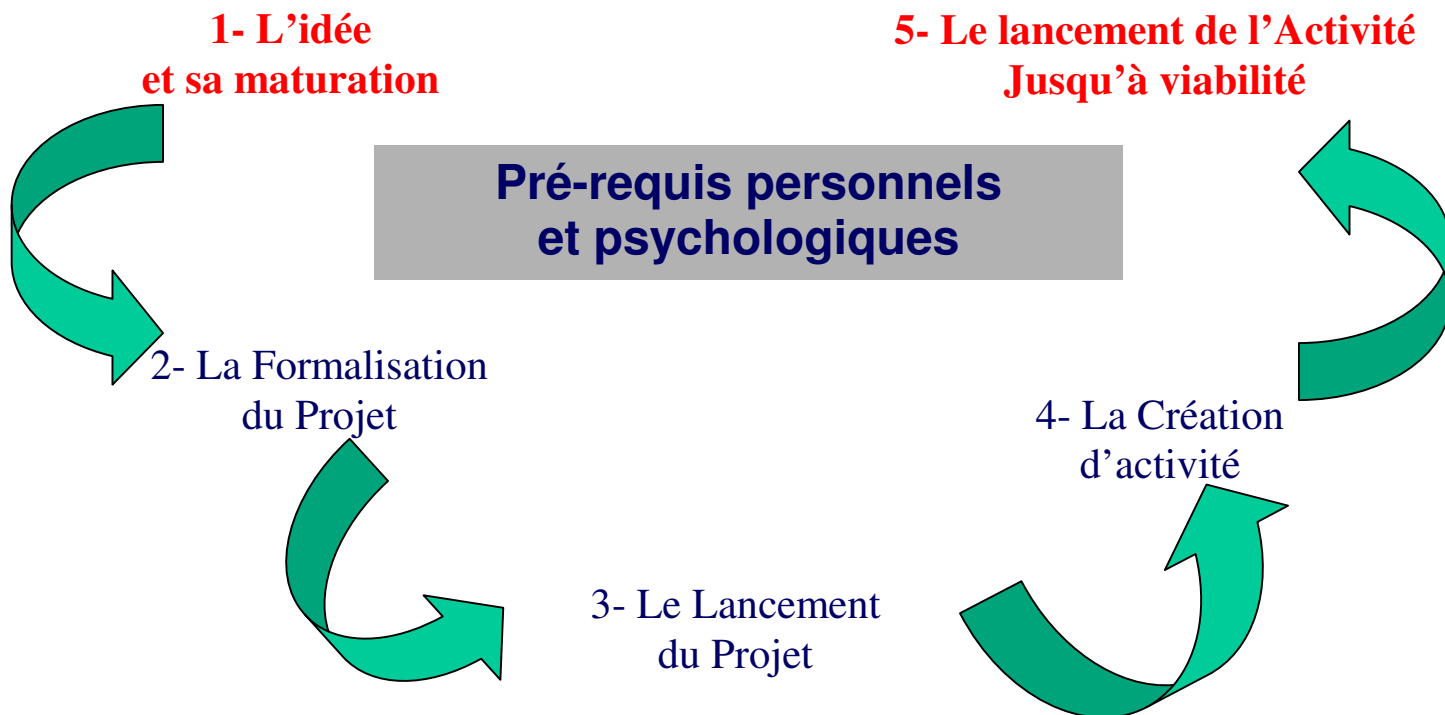 1- L’idée
et sa maturation
5- Le lancement de l’Activité
Jusqu’à viabilité
Pré-requis personnels
et psychologiques
2- La Formalisation
du Projet
4- La Création
d’activité
3- Le Lancement
du Projet